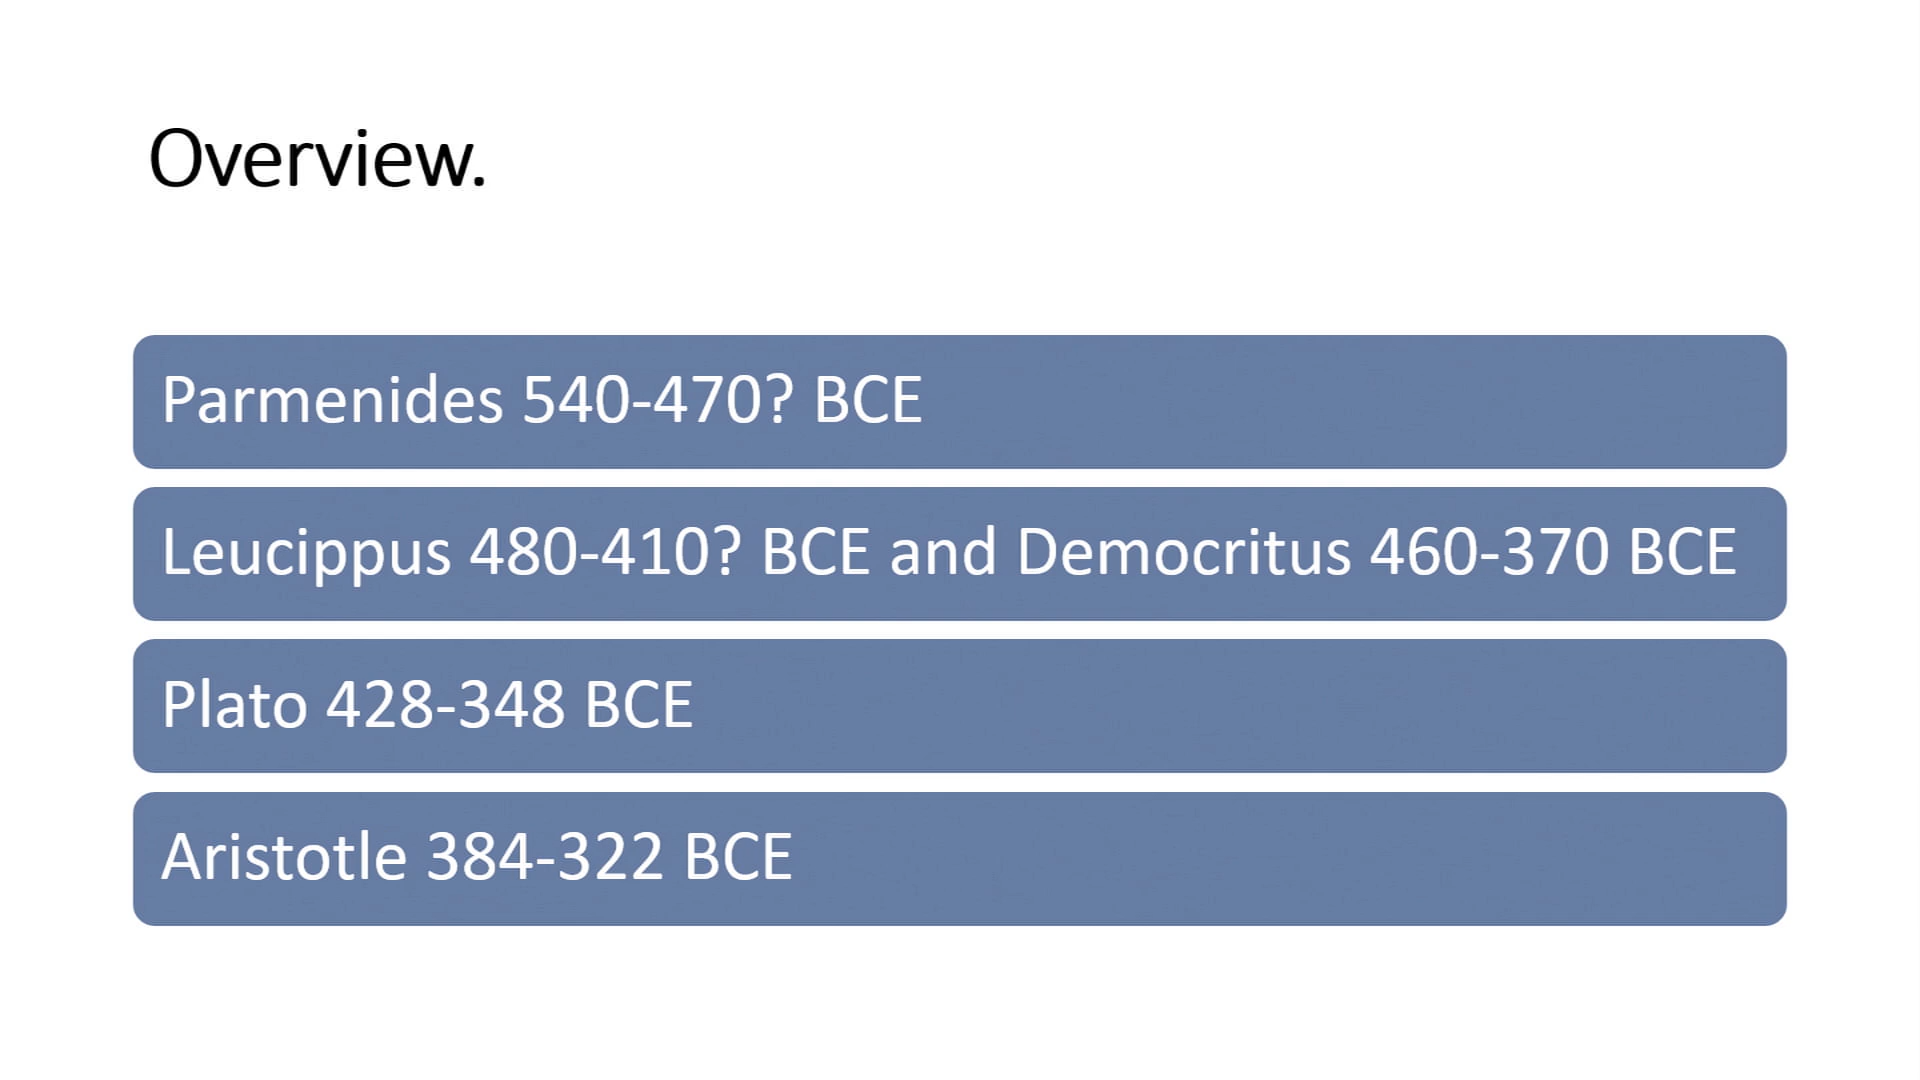 Overview.
Parmenides 540-470? BCE
Leucippus 480-410? BCE and Democritus 460-370 BCE
Plato 428-348 BCE
Aristotle 384-322 BCE